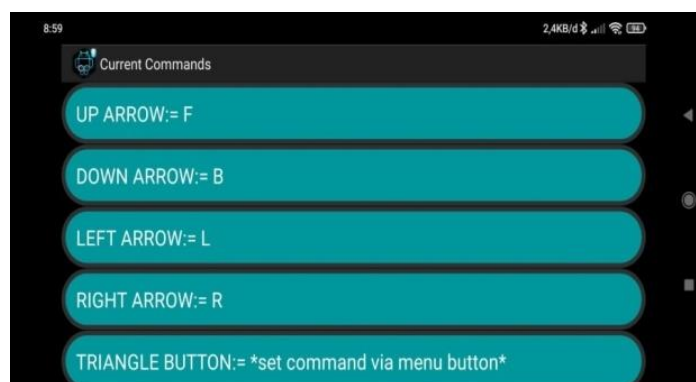 8:59
2,4KB/d
94
Current Commands
UP ARROW:= F
DOWN ARROW:= B
LEFT ARROW:= L
RIGHT ARROW:= R
TRIANGLE BUTTON:= *set command via menu button*